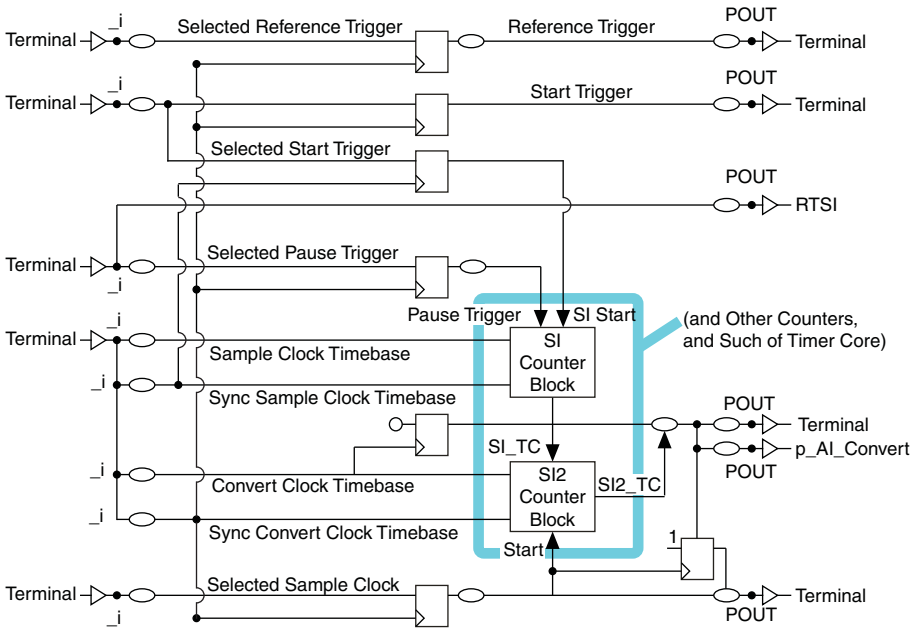 POUT
_i Selected Reference Trigger Reference Trigger
Terminal Terminal
POUT
_i
Terminal Start Trigger Terminal
Selected Start Trigger
POUT
RTSI
Selected Pause Trigger
Terminal
_i
Pause Trigger SI Start
(and Other Counters,
and Such of Timer Core)
_i
Terminal
SI
Counter
Block
Sample Clock Timebase
_i
Sync Sample Clock Timebase
POUT
Terminal
SI_TC
p_AI_Convert
POUT
_i
Convert Clock Timebase
SI2
Counter
Block
SI2_TC
_i
Sync Convert Clock Timebase
1
Start
Selected Sample Clock
Terminal Terminal
_i
POUT